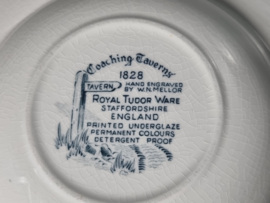 Coaching Taverns
1828
TAVERN
HAND ENGRAVED
BY W.N. MELLOR
ROYAL TUDOR WARE
STAFFORDSHIRE
ENGLAND
PRINTED UNDERGLAZE
PERMANENT COLOURS
DETERGENT PROOF